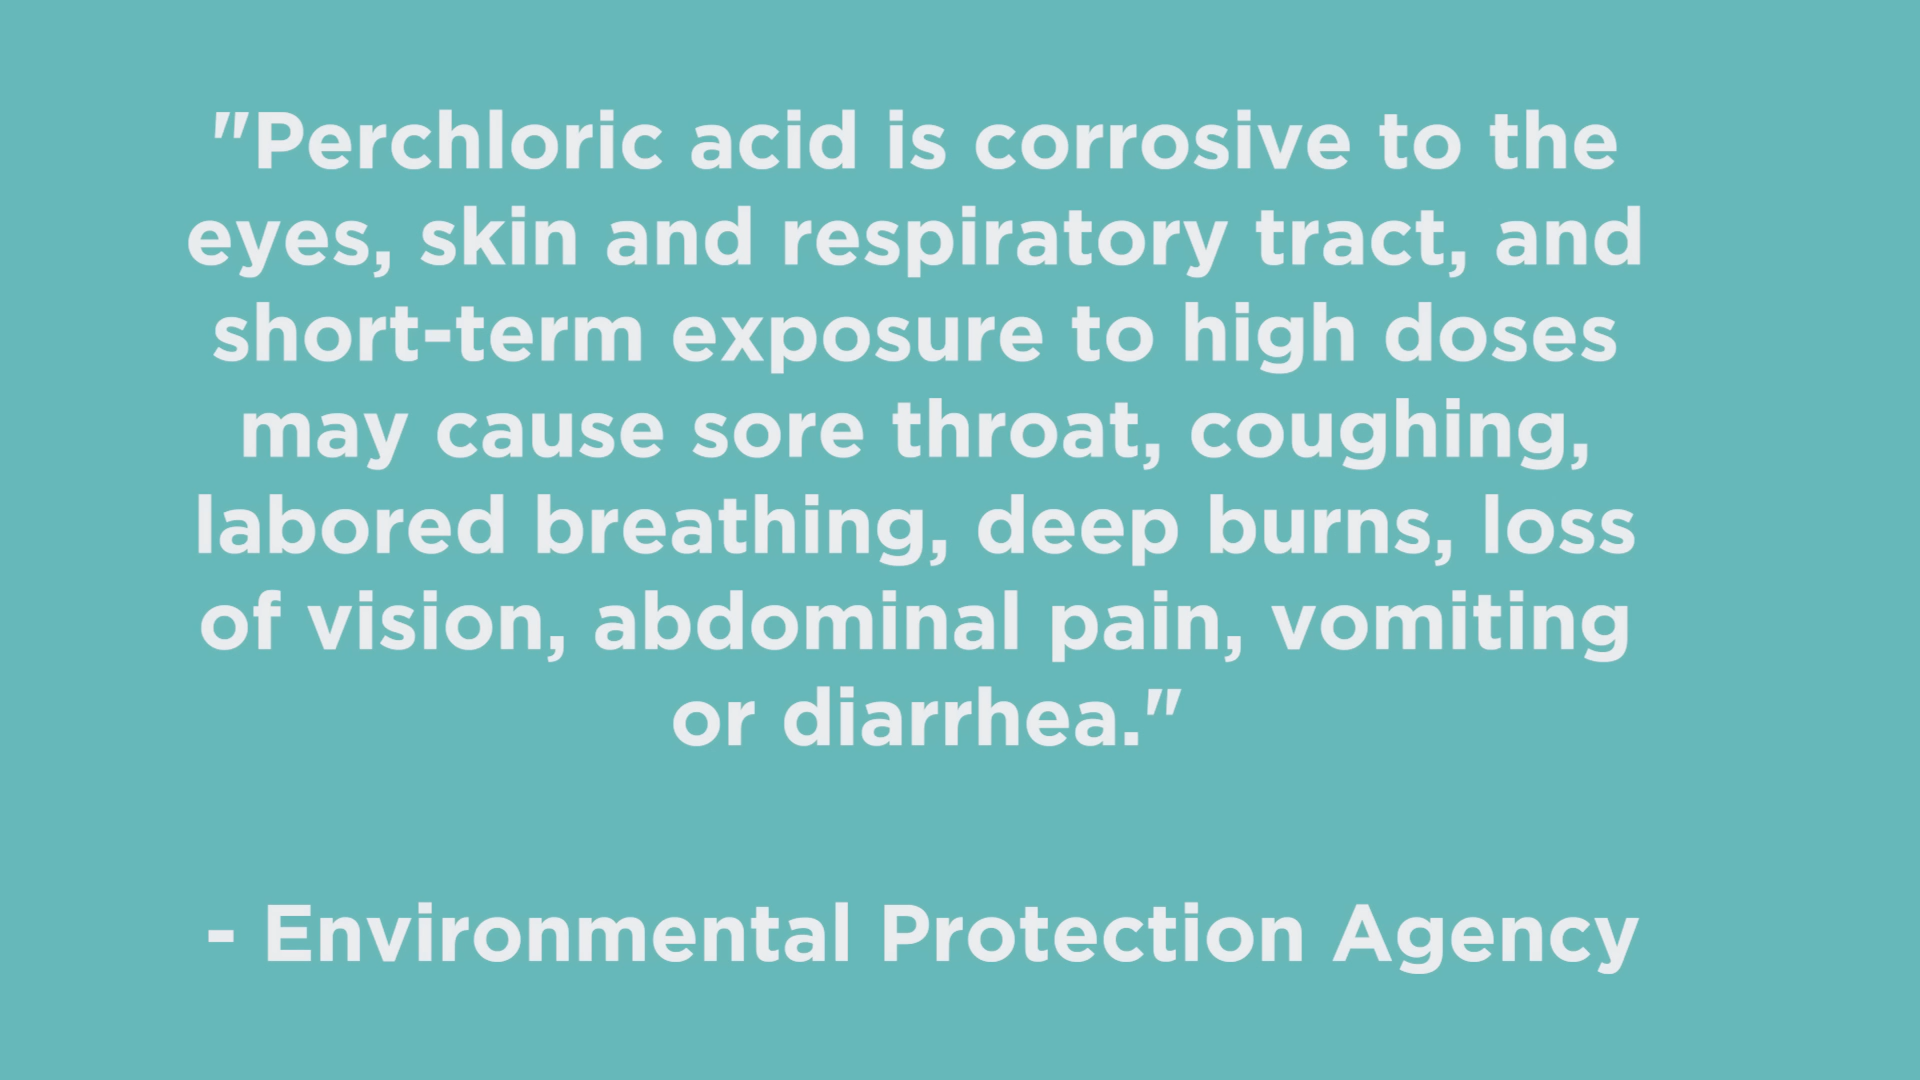 "Perchloric acid is corrosive to the
eyes, skin and respiratory tract, and
short-term exposure to high doses
may cause sore throat, coughing,
labored breathing, deep burns, loss
of vision, abdominal pain, vomiting
or diarrhea."
- Environmental Protection Agency